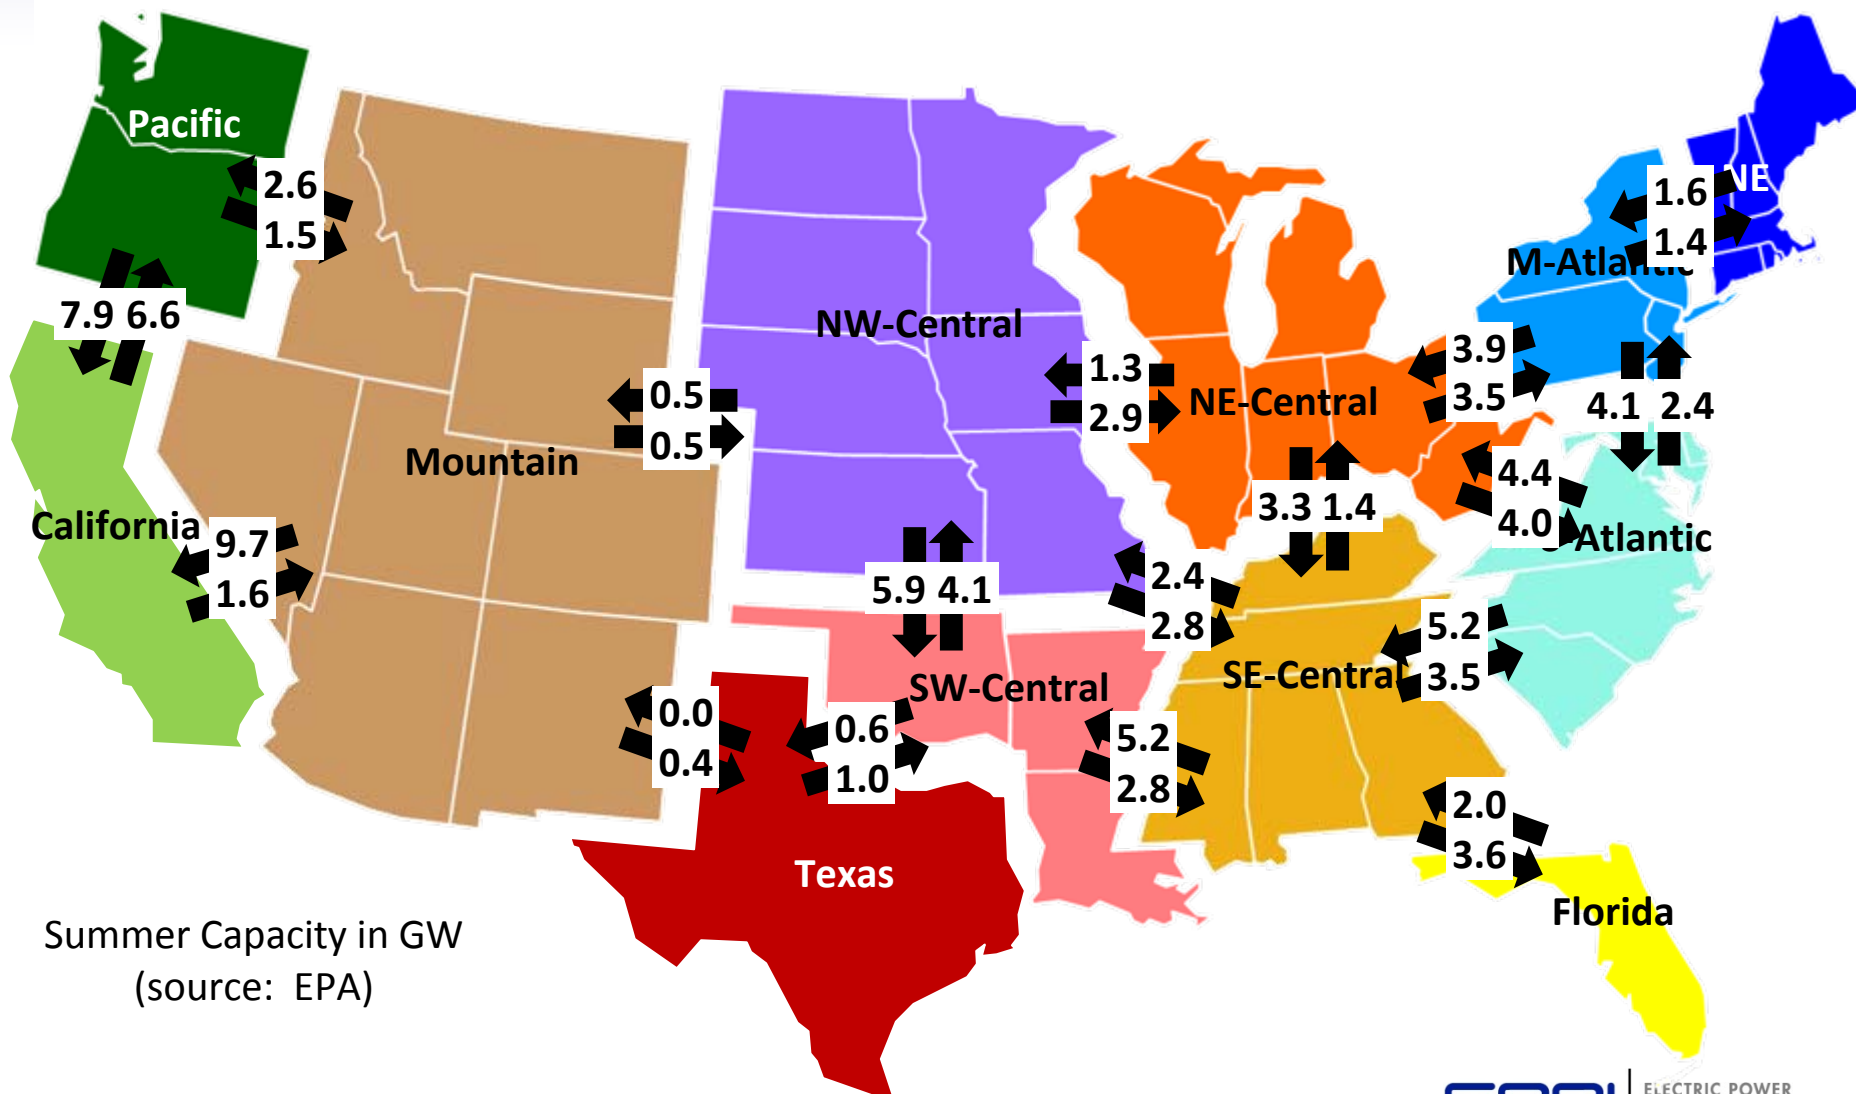 Pacific
2.6
1.5
7.9 6.6
NE
1.6
1.4
M-Atlantic
NW-Central
3.9
3.5
1.3
2.9
NE-Central
0.5
0.5
4.1 2.4
Mountain
4.4
4.0
3.3 1.4
California
9.7
1.6
-Atlantic
5.9 4.1
2.4
2.8
5.2
3.5
SE-Central
SW-Central
0.0
0.4
0.6
1.0
5.2
2.8
2.0
3.6
Texas
Florida
Summer Capacity in GW
(source: EPA)
ELECTRIC POWER